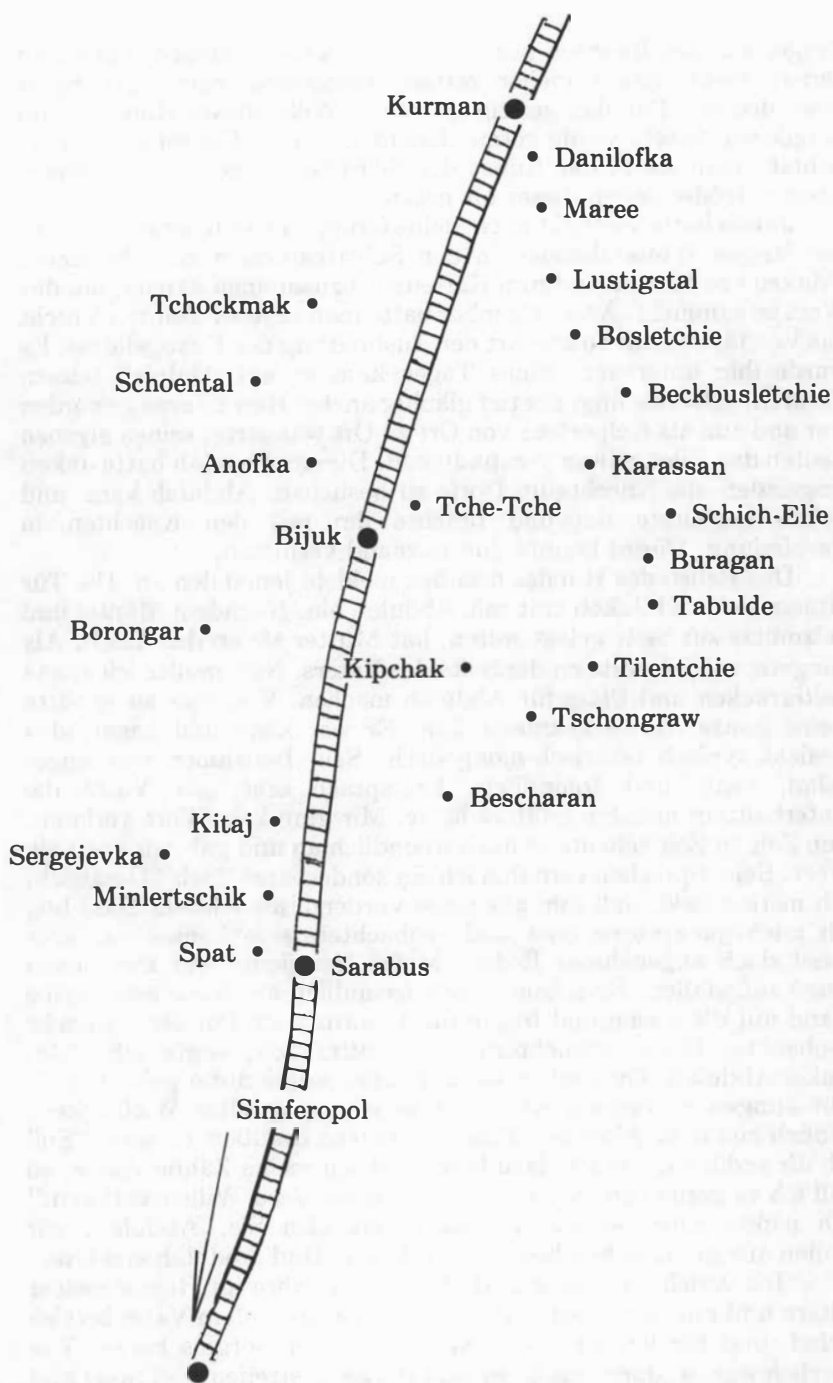 Kurman
Danilofka
Maree
Lustigstal
Tchockmak
Bosletchie
Schoental
Beckbusletchie
Anofka
Karassan
Tche-Tche
Schich-Elie
Bijuk
Buragan
Tabulde
Borongar
Kipchak
Tilentchie
Tschongraw
Bescharan
Kitaj
Sergejevka
Minlertschik
Spat
Sarabus
Simferopol